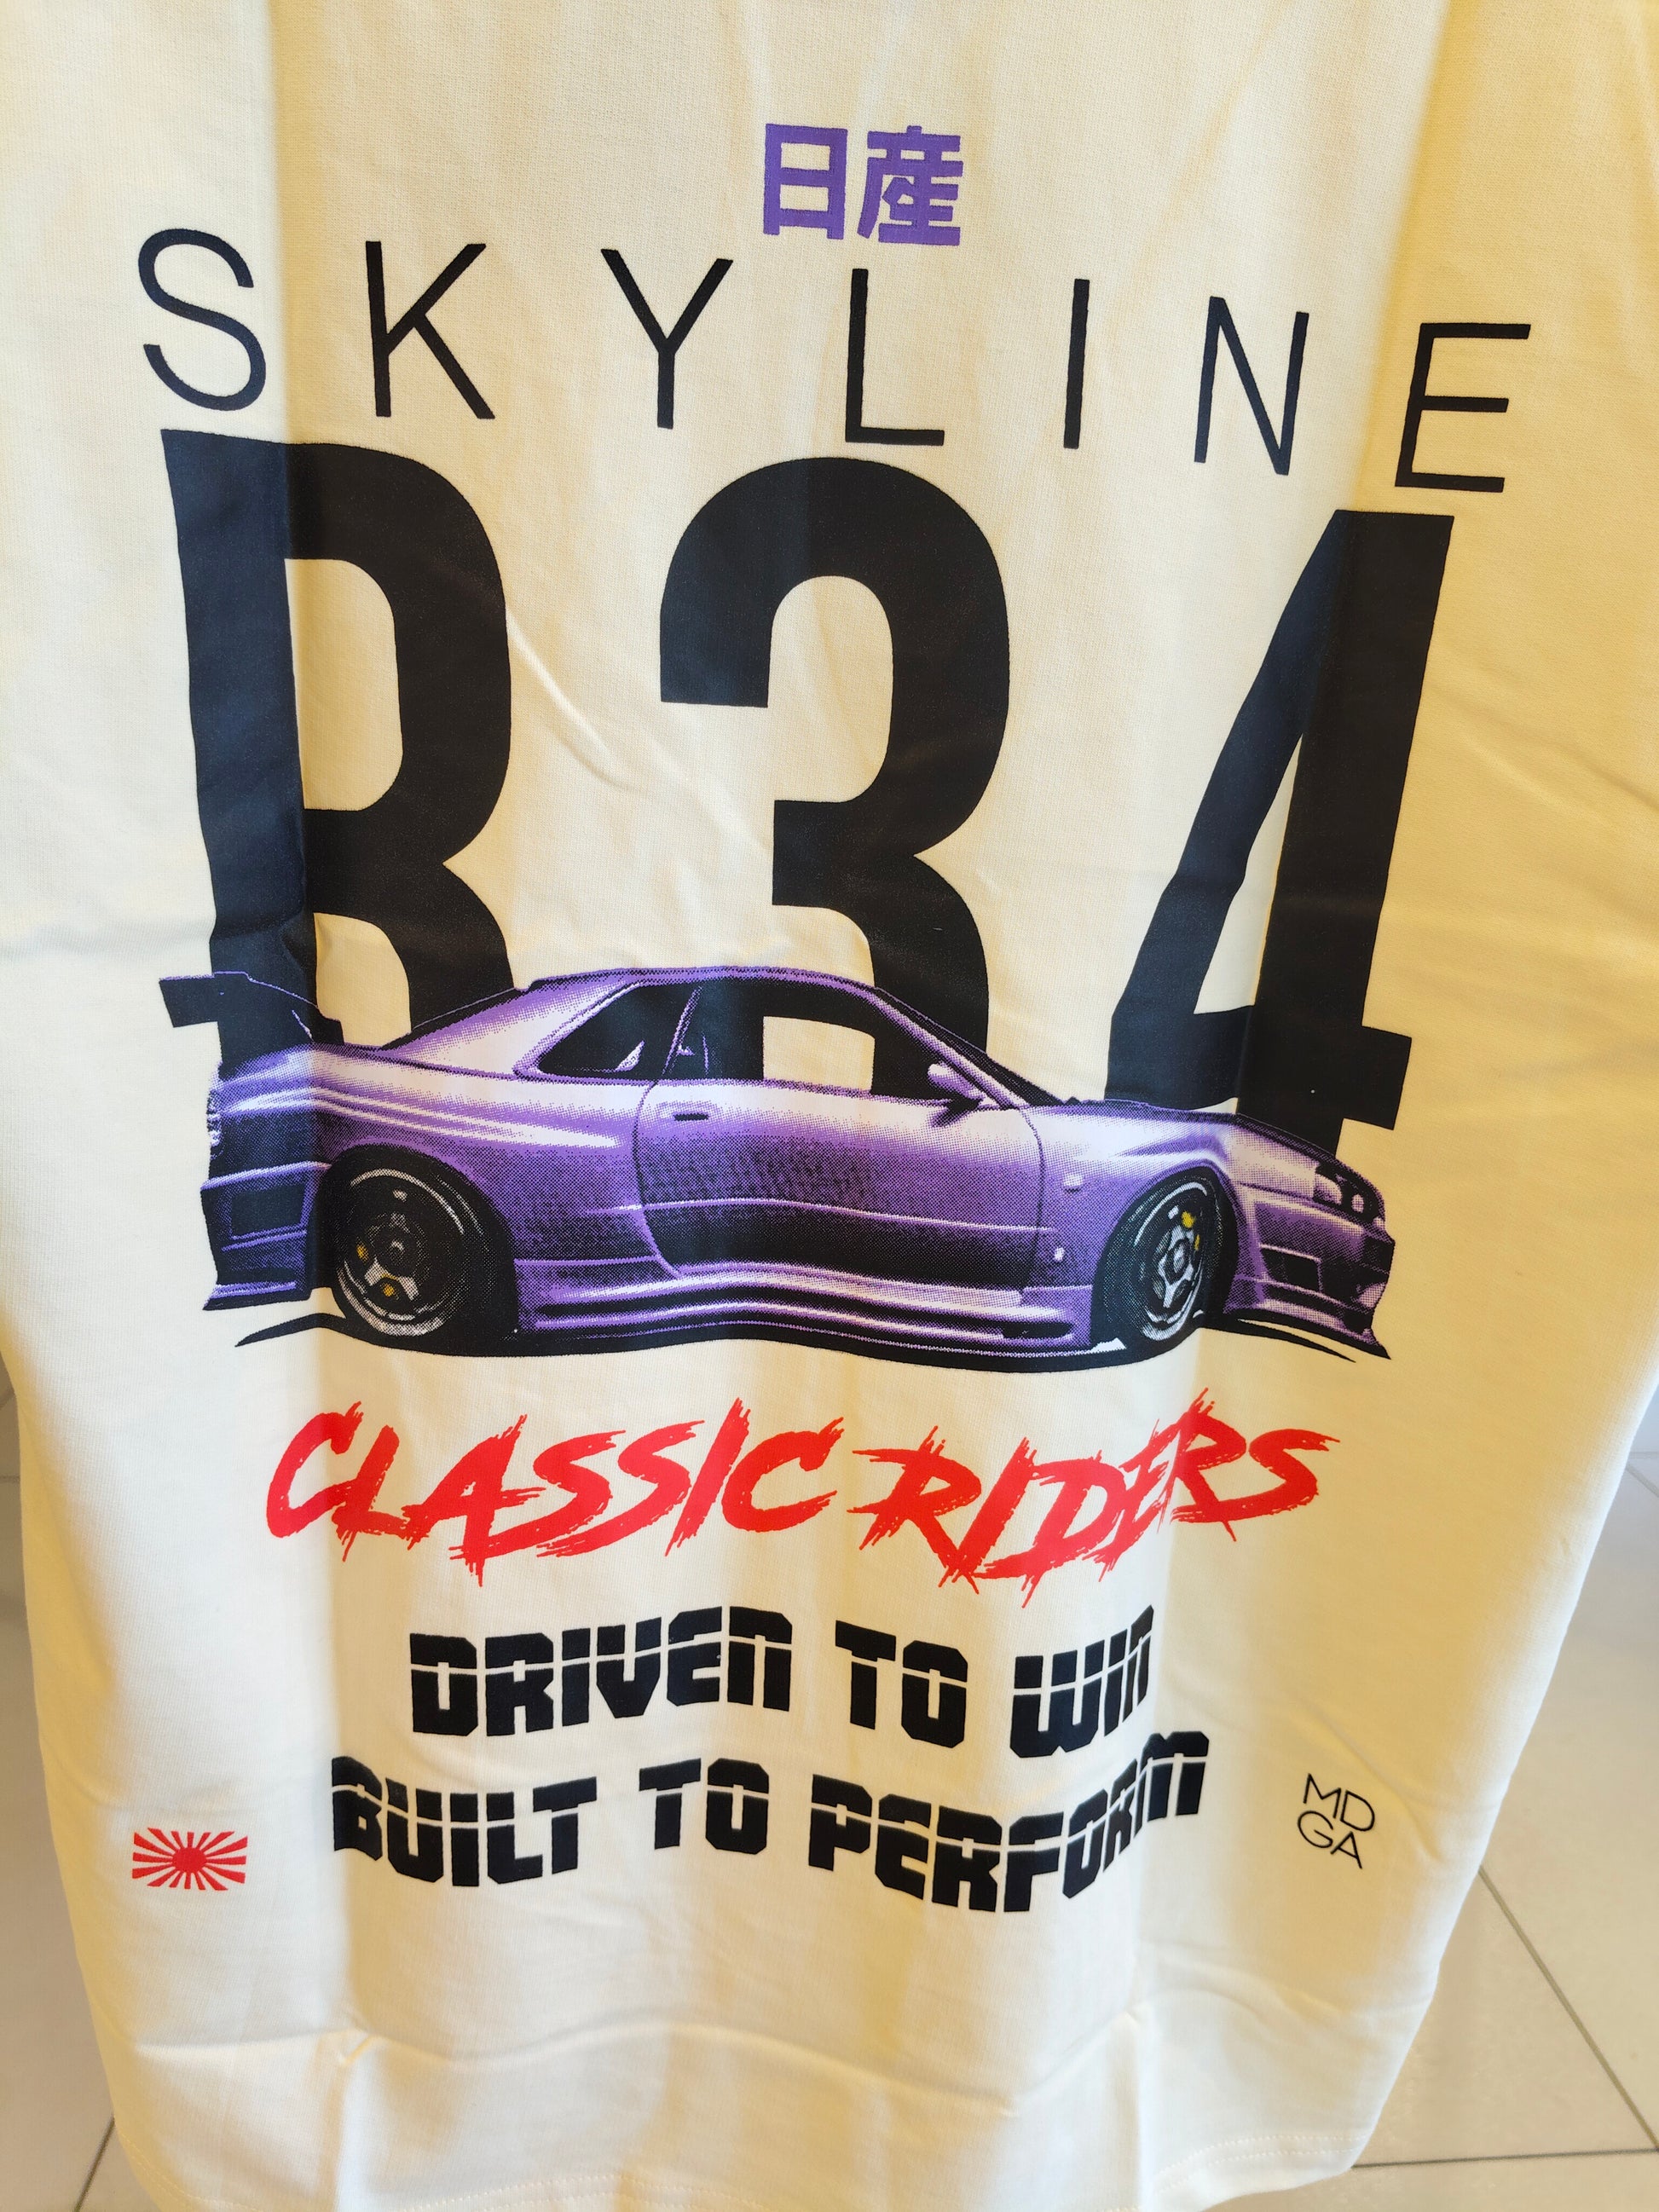 日産
SKYLINE
R34
CLASSIC RIDERS
DRIVEN TO WIN
BUILT TO PERFORM
MD
GA